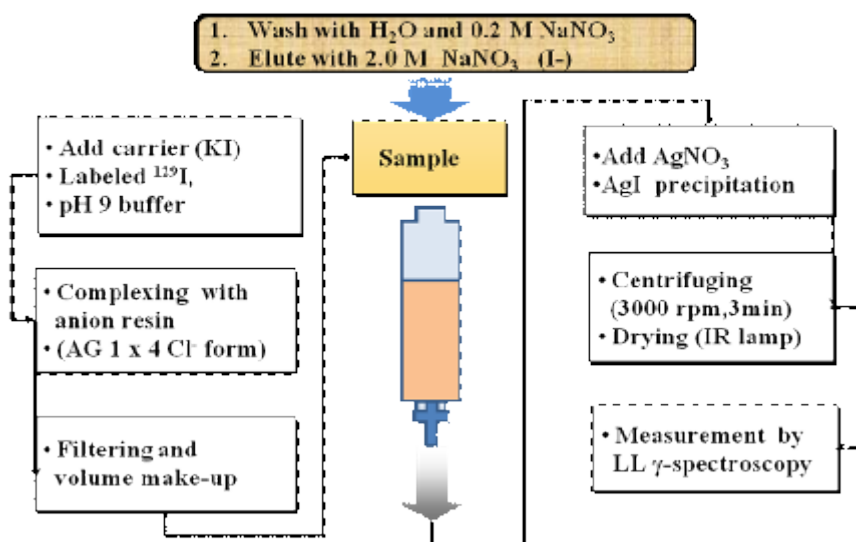 1. Wash with H₂O and 0.2 M NaNO₃
2. Elute with 2.0 M NaNO₃ (I-)
• Add carrier (KI)
• Labeled ¹²⁹I,
• pH 9 buffer
• Complexing with
anion resin
• (AG 1 x 4 Cl⁻ form)
• Filtering and
volume make-up
Sample
• Add AgNO₃
• AgI precipitation
• Centrifuging
(3000 rpm,3min)
• Drying (IR lamp)
• Measurement by
LL γ-spectroscopy